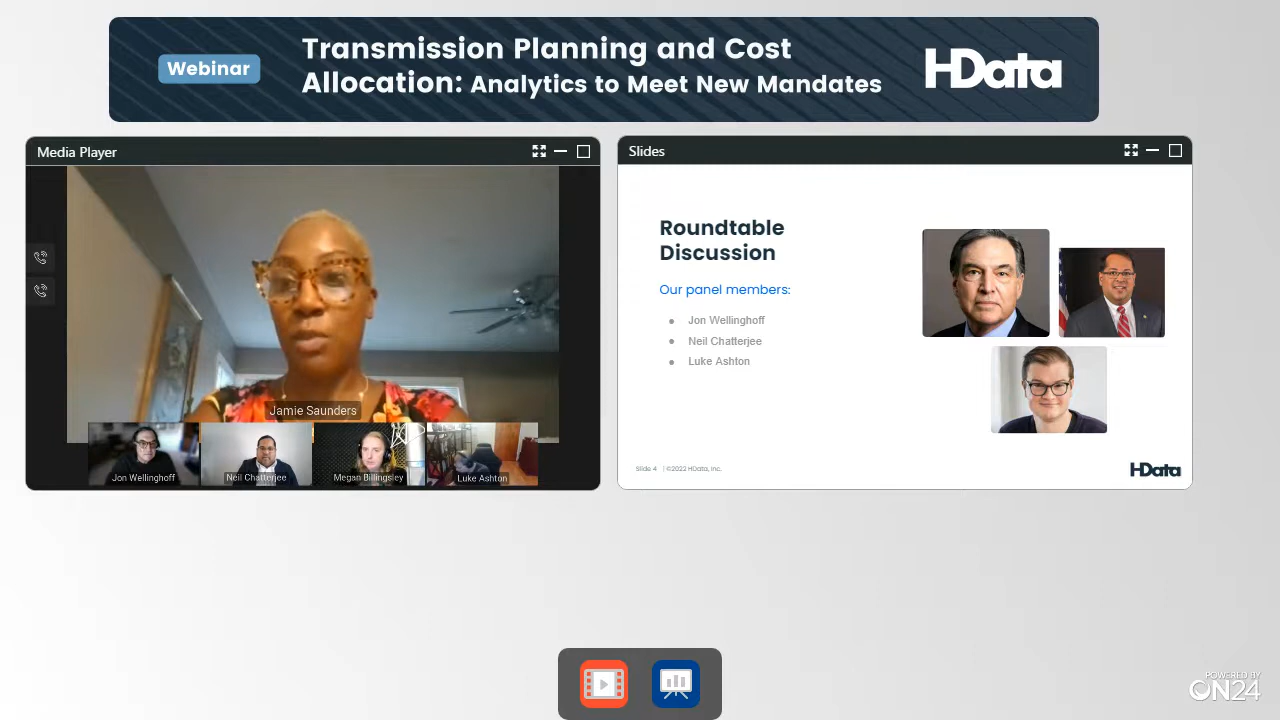 Webinar
Transmission Planning and Cost
Allocation: Analytics to Meet New Mandates
HData
Media Player
Jamie Saunders
Jon Wellinghoff
Neil Chatterjee
Megan Billingsley
Luke Ashton
Slides
Roundtable
Discussion
Our panel members:
● Jon Wellinghoff
● Neil Chatterjee
● Luke Ashton
Slide 4 | ©2022 HData, Inc.
HData
POWERED BY
ON24